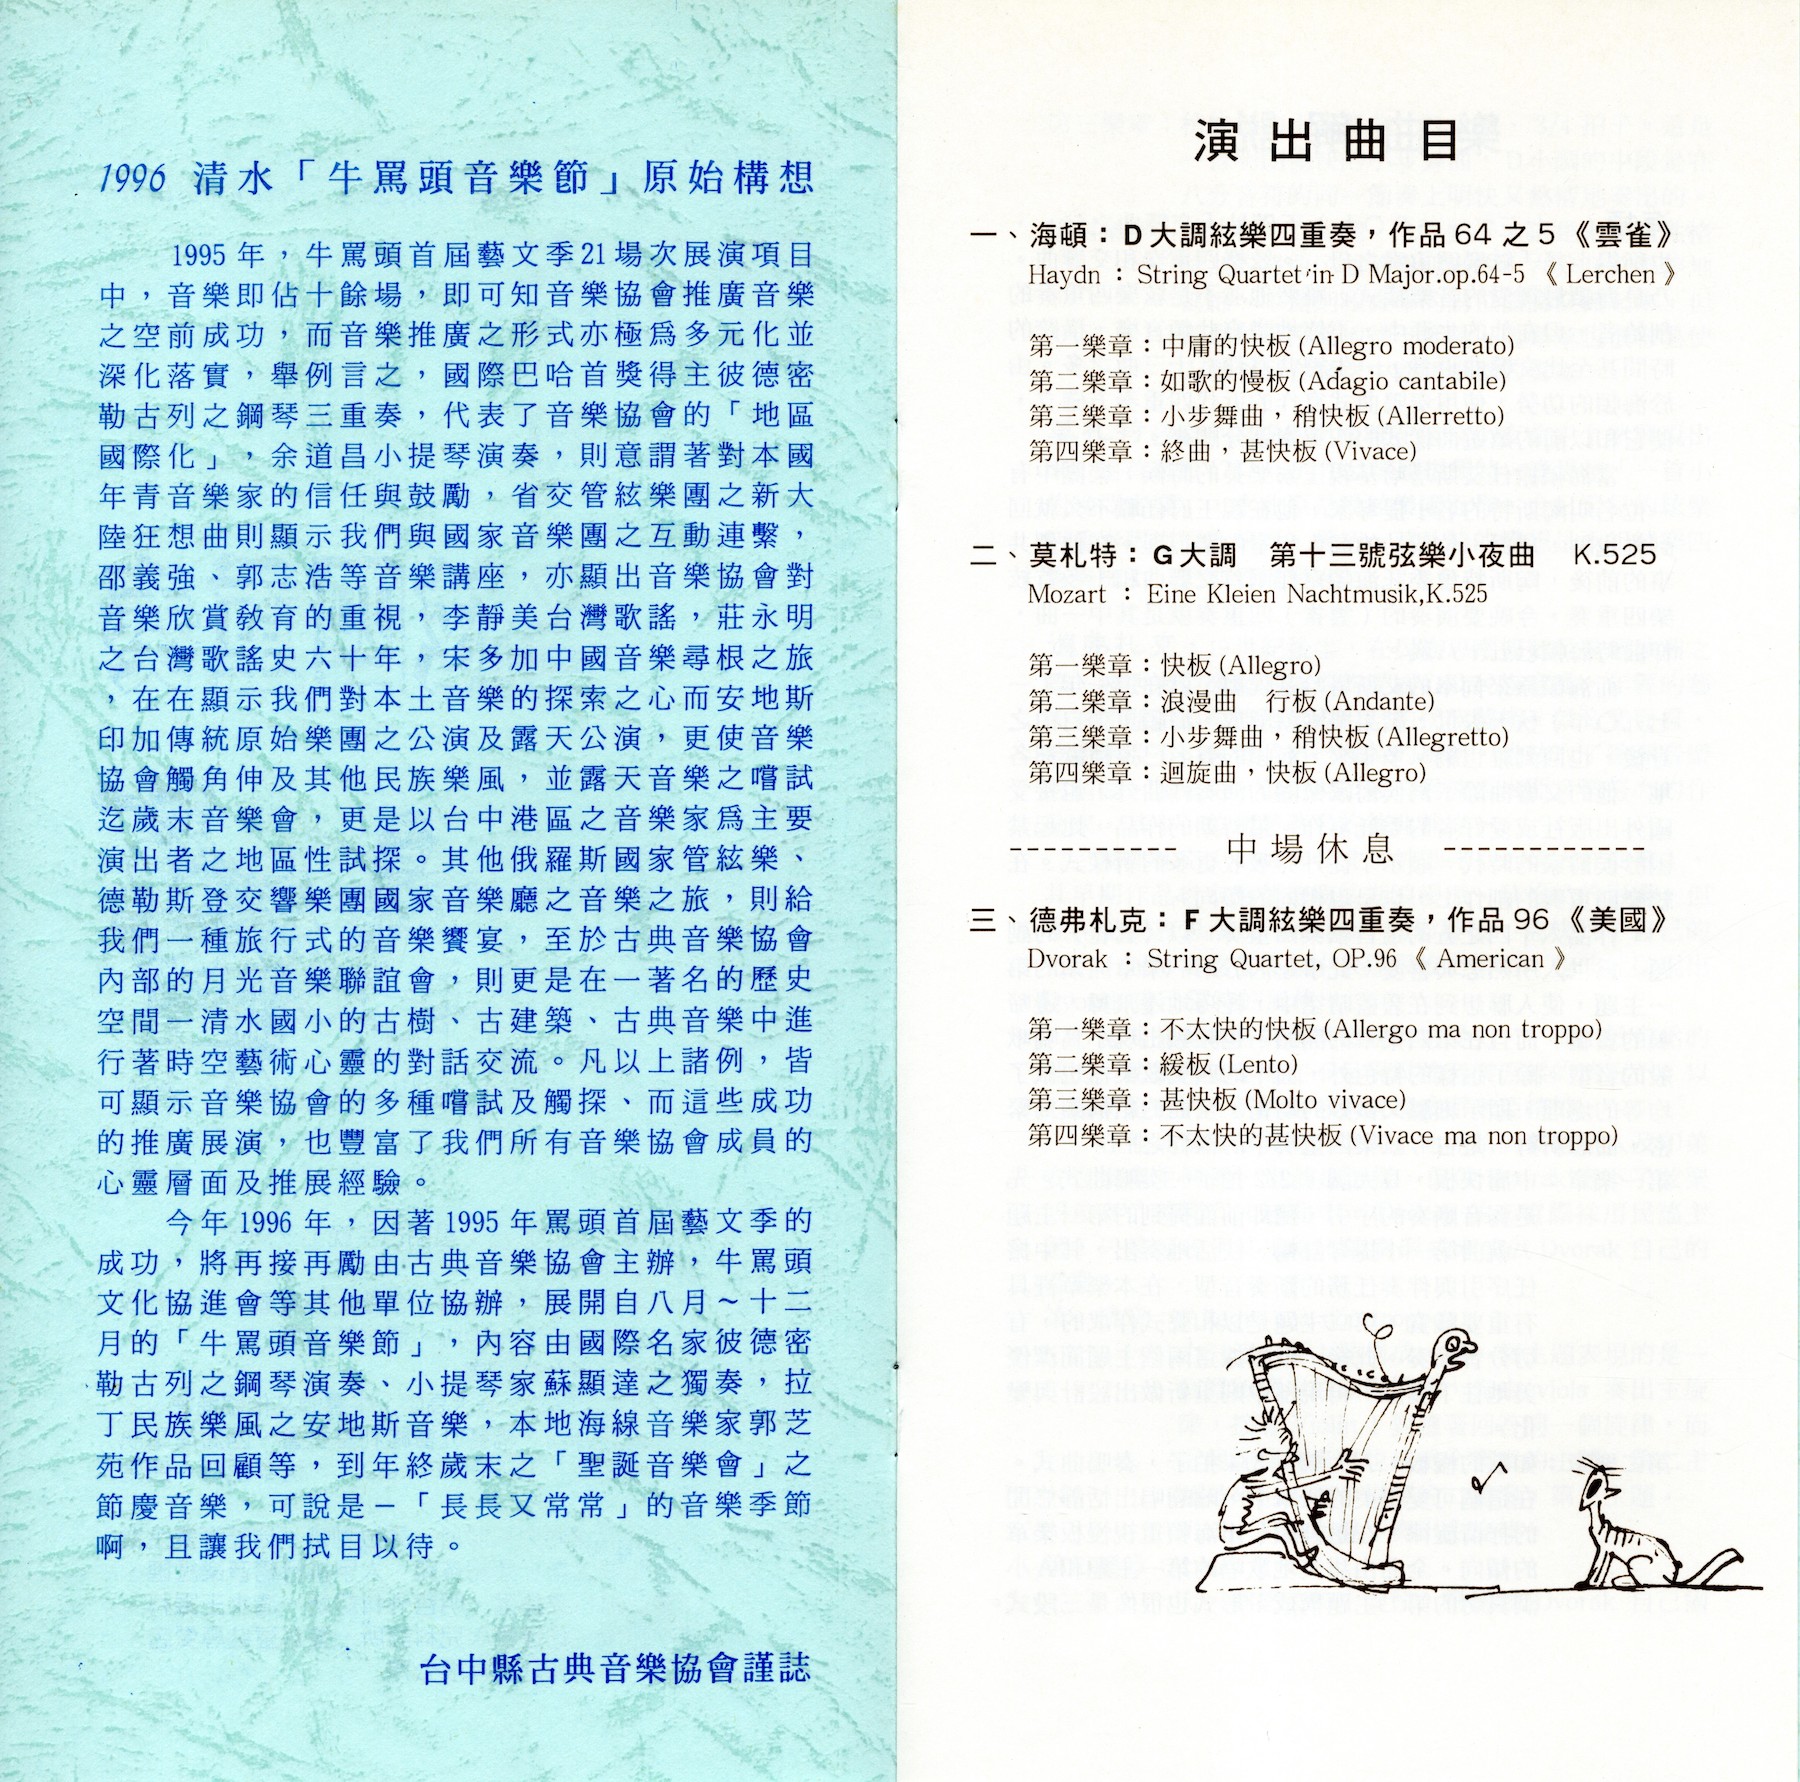 1996 清水「牛罵頭音樂節」原始構想
1995年，牛罵頭首屆藝文季21場次展演項目
中，音樂即佔十餘場，即可知音樂協會推廣音樂
之空前成功，而音樂推廣之形式亦極爲多元化並
深化落實，舉例言之，國際巴哈首獎得主彼德密
勒古列之鋼琴三重奏，代表了音樂協會的「地區
國際化」，余道昌小提琴演奏，則意謂著對本國
年青音樂家的信任與鼓勵，省交管絃樂團之新大
陸狂想曲則顯示我們與國家音樂團之互動連繫，
邵義強、郭志浩等音樂講座，亦顯出音樂協會對
音樂欣賞教育的重視，李靜美台灣歌謠，莊永明
之台灣歌謠史六十年，宋多加中國音樂尋根之旅
，在在顯示我們對本土音樂的探索之心而安地斯
印加傳統原始樂團之公演及露天公演，更使音樂
協會觸角伸及其他民族樂風，並露天音樂之嚐試
迄歲末音樂會，更是以台中港區之音樂家爲主要
演出者之地區性試探。其他俄羅斯國家管絃樂、
德勒斯登交響樂團國家音樂廳之音樂之旅，則給
我們一種旅行式的音樂饗宴，至於古典音樂協會
內部的月光音樂聯誼會，則更是在一著名的歷史
空間—清水國小的古樹、古建築、古典音樂中進
行著時空藝術心靈的對話交流。凡以上諸例，皆
可顯示音樂協會的多種嚐試及觸探、而這些成功
的推廣展演，也豐富了我們所有音樂協會成員的
心靈層面及推展經驗。
今年1996年，因著1995年罵頭首屆藝文季的
成功，將再接再勵由古典音樂協會主辦，牛罵頭
文化協進會等其他單位協辦，展開自八月～十二
月的「牛罵頭音樂節」，內容由國際名家彼德密
勒古列之鋼琴演奏、小提琴家蘇顯達之獨奏，拉
丁民族樂風之安地斯音樂，本地海線音樂家郭芝
苑作品回顧等，到年終歲末之「聖誕音樂會」之
節慶音樂，可說是－「長長又常常」的音樂季節
啊，且讓我們拭目以待。
台中縣古典音樂協會謹誌
演出曲目
一、海頓：D大調絃樂四重奏，作品64之5《雲雀》
Haydn：String Quartet in D Major.op.64-5《Lerchen》
第一樂章：中庸的快板(Allegro moderato)
第二樂章：如歌的慢板(Adagio cantabile)
第三樂章：小步舞曲，稍快板(Allerretto)
第四樂章：終曲，甚快板(Vivace)
二、莫札特：G大調　第十三號弦樂小夜曲　K.525
Mozart：Eine Kleien Nachtmusik,K.525
第一樂章：快板(Allegro)
第二樂章：浪漫曲　行板(Andante)
第三樂章：小步舞曲，稍快板(Allegretto)
第四樂章：迴旋曲，快板(Allegro)
---------- 中場休息 ------------
三、德弗札克：F大調絃樂四重奏，作品96《美國》
Dvorak：String Quartet, OP.96《American》
第一樂章：不太快的快板(Allergo ma non troppo)
第二樂章：緩板(Lento)
第三樂章：甚快板(Molto vivace)
第四樂章：不太快的甚快板(Vivace ma non troppo)